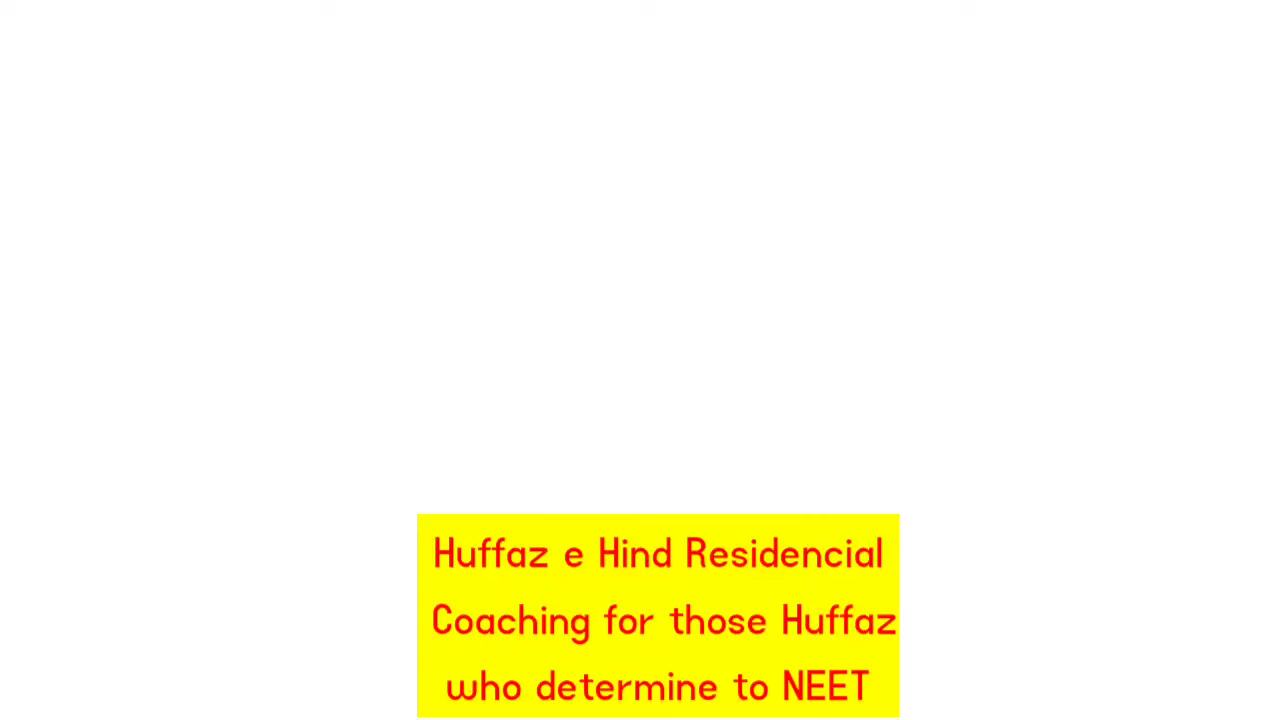 Huffaz e Hind Residencial
Coaching for those Huffaz
who determine to NEET